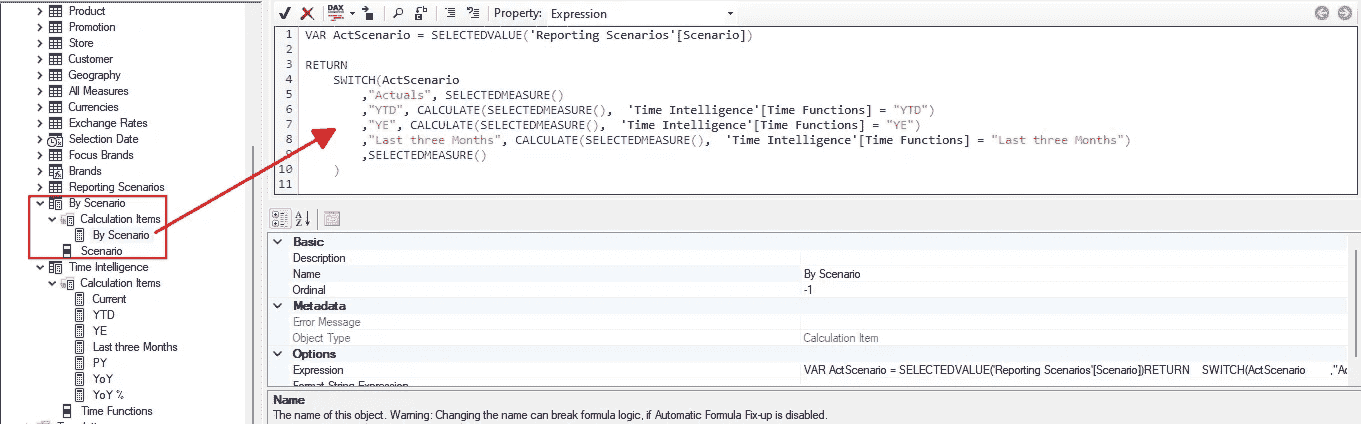 Product
Promotion
Store
Customer
Geography
All Measures
Currencies
Exchange Rates
Selection Date
Focus Brands
Brands
Reporting Scenarios
By Scenario
Calculation Items
By Scenario
Scenario
Time Intelligence
Calculation Items
Current
YTD
YE
Last three Months
PY
YoY
YoY %
Time Functions
DAX Property: Expression
1 VAR ActScenario = SELECTEDVALUE('Reporting Scenarios'[Scenario])
2
3 RETURN
4 SWITCH(ActScenario
5 ,"Actuals", SELECTEDMEASURE()
6 ,"YTD", CALCULATE(SELECTEDMEASURE(), 'Time Intelligence'[Time Functions] = "YTD")
7 ,"YE", CALCULATE(SELECTEDMEASURE(), 'Time Intelligence'[Time Functions] = "YE")
8 ,"Last three Months", CALCULATE(SELECTEDMEASURE(), 'Time Intelligence'[Time Functions] = "Last three Months")
9 ,SELECTEDMEASURE()
10 )
11
Basic
Description
Name By Scenario
Ordinal -1
Metadata
Error Message
Object Type Calculation Item
Options
Expression VAR ActScenario = SELECTEDVALUE('Reporting Scenarios'[Scenario])RETURN SWITCH(ActScenario ,"Ac
Format String Expression
Name
The name of this object. Warning: Changing the name can break formula logic, if Automatic Formula Fix-up is disabled.